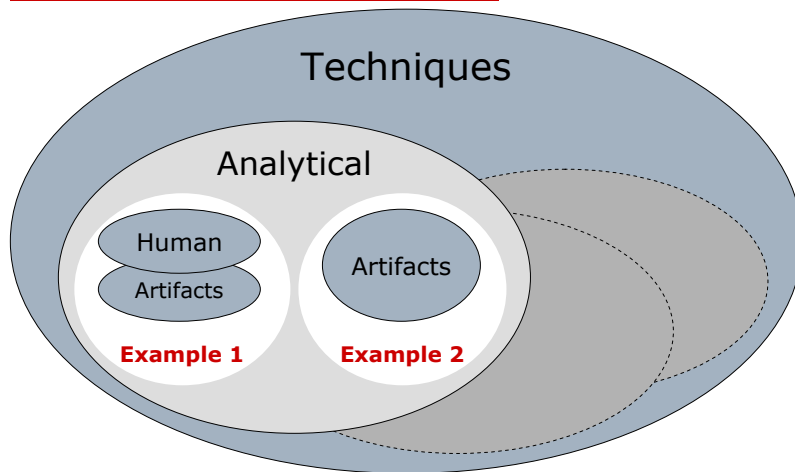 Techniques
Analytical
Human
Artifacts
Artifacts
Example 1
Example 2